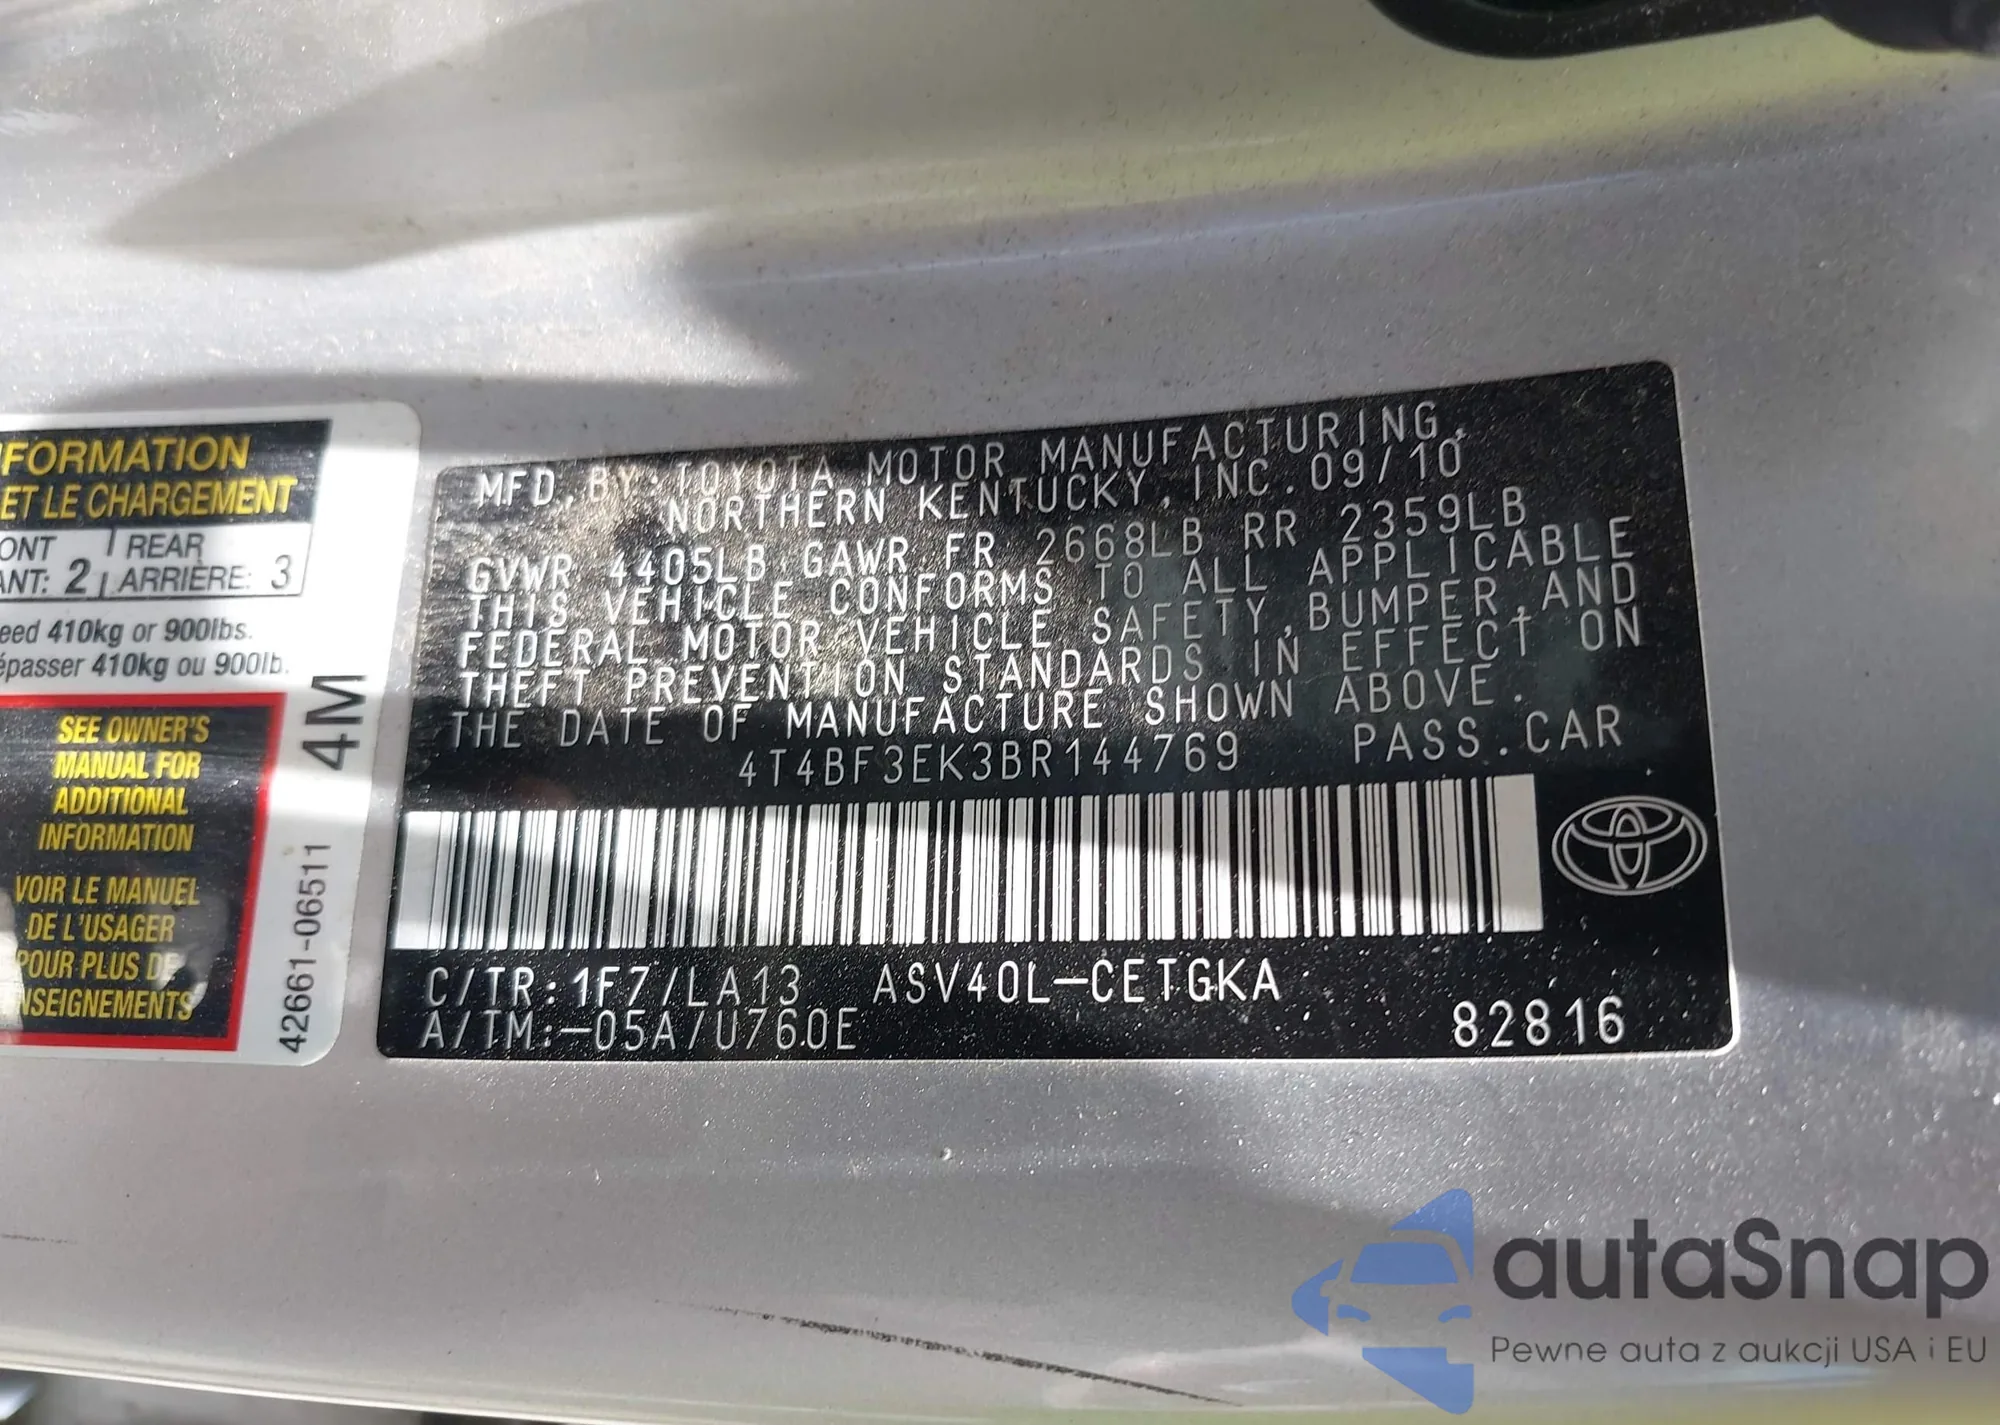 FORMATION
ET LE CHARGEMENT
ONT | REAR
ANT: 2 | ARRIÈRE: 3
eed 410kg or 900lbs.
épasser 410kg ou 900lb.
SEE OWNER'S
MANUAL FOR
ADDITIONAL
INFORMATION
VOIR LE MANUEL
DE L'USAGER
POUR PLUS DE
NSEIGNEMENTS
42661-06511 4M
MFD. BY: TOYOTA MOTOR MANUFACTURING,
NORTHERN KENTUCKY, INC. 09/10
GVWR 4405LB GAWR FR 2668LB RR 2359LB
THIS VEHICLE CONFORMS TO ALL APPLICABLE
FEDERAL MOTOR VEHICLE SAFETY, BUMPER, AND
THEFT PREVENTION STANDARDS IN EFFECT ON
THE DATE OF MANUFACTURE SHOWN ABOVE.
4T4BF3EK3BR144769 PASS.CAR
C/TR:1F7/LA13 ASV40L-CETGKA
A/TM:-05A/U760E 82816
autaSnap
Pewne auta z aukcji USA i EU